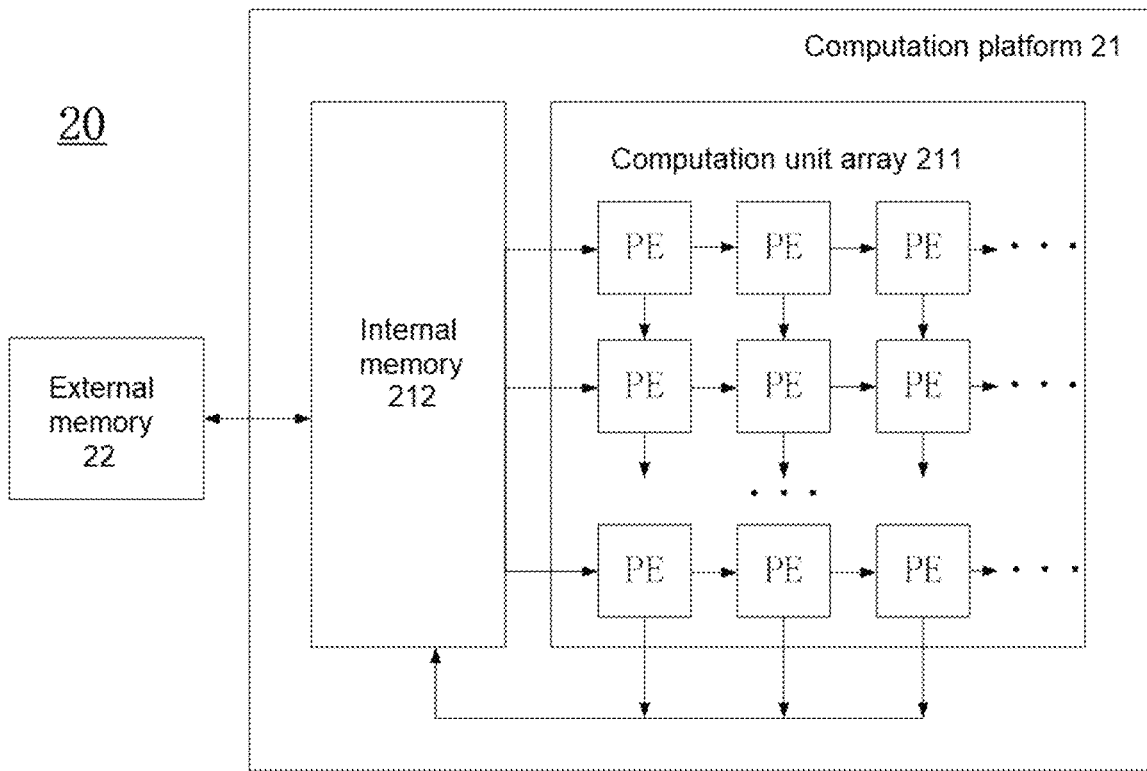 Computation platform 21
20
Computation unit array 211
PE PE PE
Internal
memory
212
PE PE PE
External
memory
22
PE PE PE